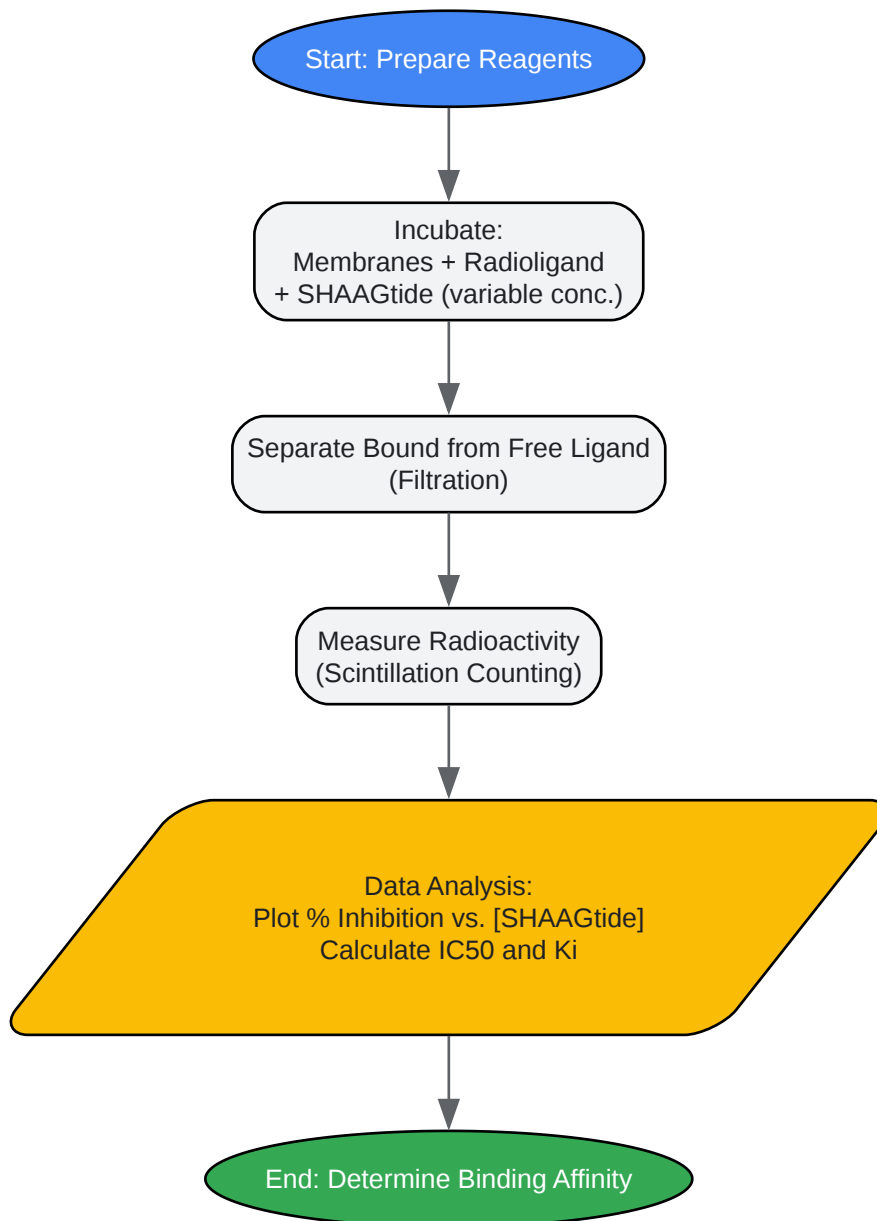 Start: Prepare Reagents
Incubate:
Membranes + Radioligand
+ SHAAGtide (variable conc.)
Separate Bound from Free Ligand
(Filtration)
Measure Radioactivity
(Scintillation Counting)
Data Analysis:
Plot % Inhibition vs. [SHAAGtide]
Calculate IC50 and Ki
End: Determine Binding Affinity